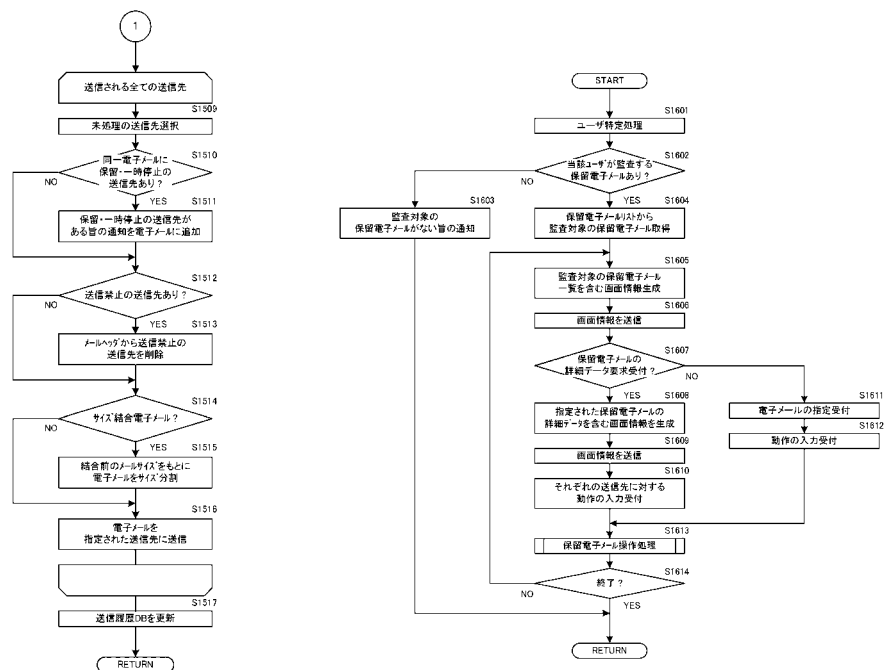 1
送信される全ての送信先
S1509
未処理の送信先選択
S1510
同一電子メールに
保留・一時停止の
送信先あり？
NO
YES
S1511
保留・一時停止の送信先が
ある旨の通知を電子メールに追加
S1512
送信禁止の送信先あり？
NO
YES
S1513
メールヘッダから送信禁止の
送信先を削除
S1514
サイズ結合電子メール？
NO
YES
S1515
結合前のメールサイズをもとに
電子メールをサイズ分割
S1516
電子メールを
指定された送信先に送信
S1517
送信履歴DBを更新
RETURN
START
S1601
ユーザ特定処理
S1602
当該ユーザが監査する
保留電子メールあり？
NO
YES
S1603
監査対象の
保留電子メールがない旨の通知
S1604
保留電子メールリストから
監査対象の保留電子メール取得
S1605
監査対象の保留電子メール
一覧を含む画面情報生成
S1606
画面情報を送信
S1607
保留電子メールの
詳細データ要求受付？
NO
YES
S1608
指定された保留電子メールの
詳細データを含む画面情報を生成
S1609
画面情報を送信
S1610
それぞれの送信先に対する
動作の入力受付
S1611
電子メールの指定受付
S1612
動作の入力受付
S1613
保留電子メール操作処理
S1614
終了？
NO
YES
RETURN